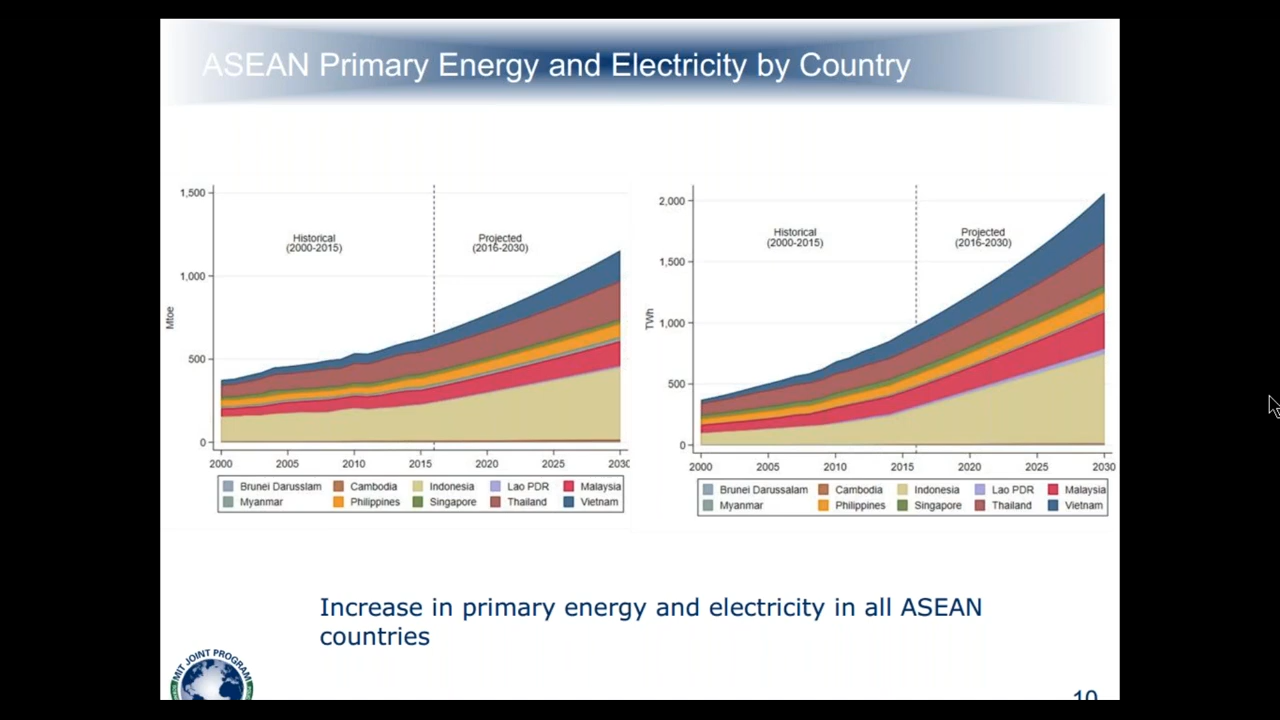 ASEAN Primary Energy and Electricity by Country
1,500
1,000
500
0
Mtoe
Historical
(2000-2015)
Projected
(2016-2030)
2000
2005
2010
2015
2020
2025
Brunei Darussalam
Cambodia
Indonesia
Lao PDR
Malaysia
Myanmar
Philippines
Singapore
Thailand
Vietnam
2,000
1,500
1,000
500
0
TWh
Historical
(2000-2015)
Projected
(2016-2030)
2000
2005
2010
2015
2020
2025
2030
Brunei Darussalam
Cambodia
Indonesia
Lao PDR
Malaysia
Myanmar
Philippines
Singapore
Thailand
Vietnam
Increase in primary energy and electricity in all ASEAN
countries
MIT JOINT PROGRAM
10